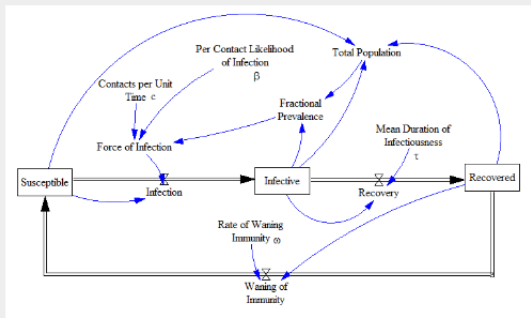 Per Contact Likelihood
of Infection
β
Total Population
Contacts per Unit
Time c
Fractional
Prevalence
Mean Duration of
Infectiousness
τ
Force of Infection
Susceptible
Infection
Infective
Recovery
Recovered
Rate of Waning
Immunity ω
Waning of
Immunity